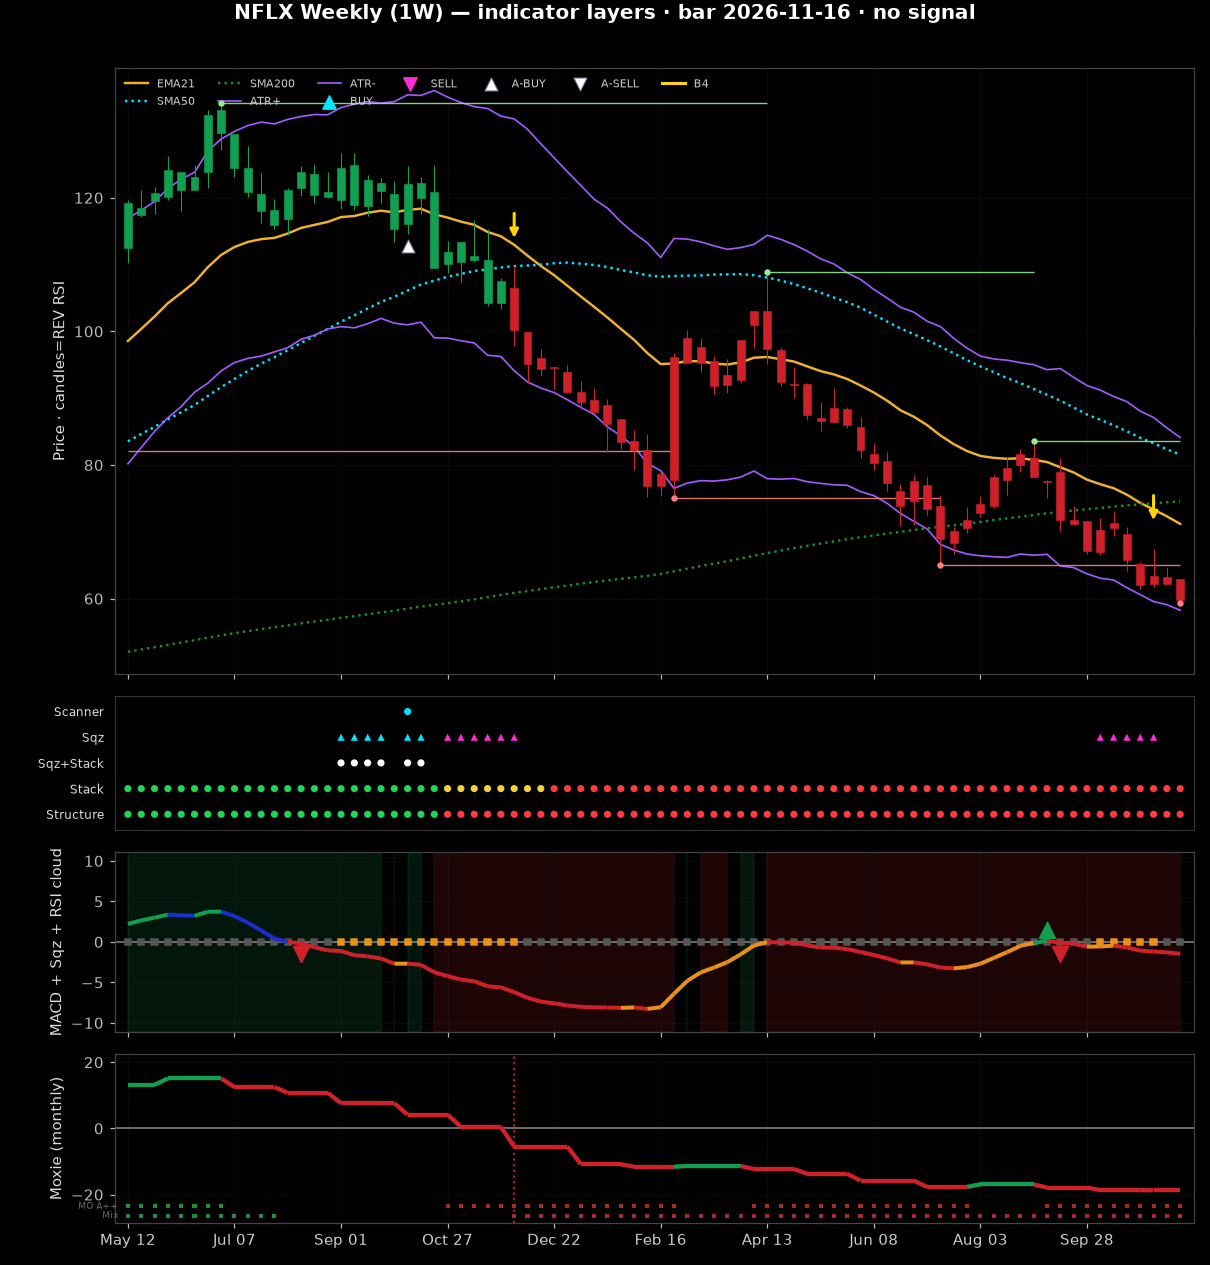 NFLX Weekly (1W) — indicator layers · bar 2026-11-16 · no signal
EMA21 SMA200 ATR- SELL A-BUY A-SELL B4
SMA50 ATR+ BUY
Price · candles=REV RSI
120
100
80
60
Scanner
Sqz
Sqz+Stack
Stack
Structure
MACD + Sqz + RSI cloud
10
5
0
−5
−10
Moxie (monthly)
20
0
−20
MO A++
Mix
May 12 Jul 07 Sep 01 Oct 27 Dec 22 Feb 16 Apr 13 Jun 08 Aug 03 Sep 28